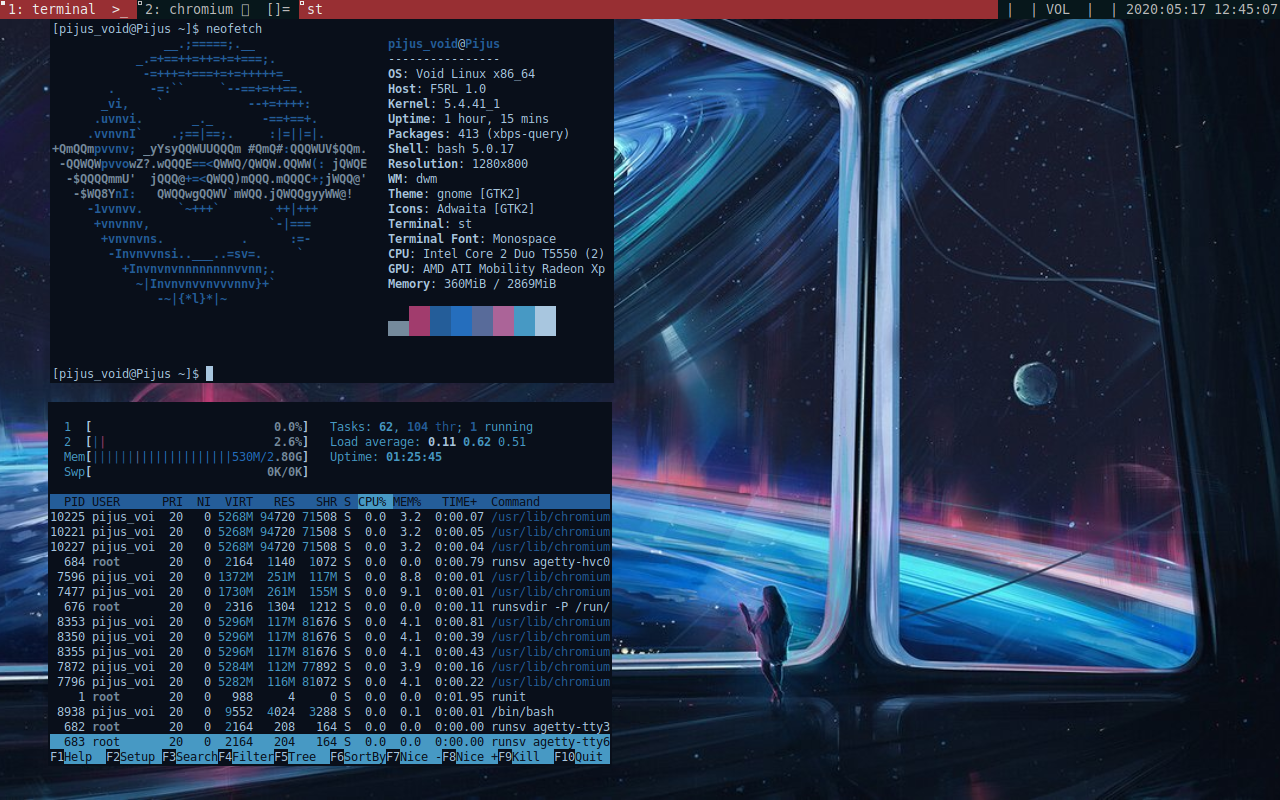 1: terminal >_ 2: chromium []= st | | VOL | | 2020:05:17 12:45:07
[pijus_void@Pijus ~]$ neofetch
pijus_void@Pijus
---------------
OS: Void Linux x86_64
Host: F5RL 1.0
Kernel: 5.4.41_1
Uptime: 1 hour, 15 mins
Packages: 413 (xbps-query)
Shell: bash 5.0.17
Resolution: 1280x800
WM: dwm
Theme: gnome [GTK2]
Icons: Adwaita [GTK2]
Terminal: st
Terminal Font: Monospace
CPU: Intel Core 2 Duo T5550 (2)
GPU: AMD ATI Mobility Radeon Xp
Memory: 360MiB / 2869MiB
[pijus_void@Pijus ~]$
1 [ 0.0%] Tasks: 62, 104 thr; 1 running
2 [|| 2.6%] Load average: 0.11 0.62 0.51
Mem[||||||||||||||||||||530M/2.80G] Uptime: 01:25:45
Swp[ 0K/0K]
PID USER PRI NI VIRT RES SHR S CPU% MEM% TIME+ Command
10225 pijus_voi 20 0 5268M 94720 71508 S 0.0 3.2 0:00.07 /usr/lib/chromium
10221 pijus_voi 20 0 5268M 94720 71508 S 0.0 3.2 0:00.05 /usr/lib/chromium
10227 pijus_voi 20 0 5268M 94720 71508 S 0.0 3.2 0:00.04 /usr/lib/chromium
684 root 20 0 2164 1140 1072 S 0.0 0.0 0:00.79 runsv agetty-hvc0
7596 pijus_voi 20 0 1372M 251M 117M S 0.0 8.8 0:00.01 /usr/lib/chromium
7477 pijus_voi 20 0 1730M 261M 155M S 0.0 9.1 0:00.01 /usr/lib/chromium
676 root 20 0 2316 1304 1212 S 0.0 0.0 0:00.11 runsvdir -P /run/
8353 pijus_voi 20 0 5296M 117M 81676 S 0.0 4.1 0:00.81 /usr/lib/chromium
8350 pijus_voi 20 0 5296M 117M 81676 S 0.0 4.1 0:00.39 /usr/lib/chromium
8355 pijus_voi 20 0 5296M 117M 81676 S 0.0 4.1 0:00.43 /usr/lib/chromium
7872 pijus_voi 20 0 5284M 112M 77892 S 0.0 3.9 0:00.16 /usr/lib/chromium
7796 pijus_voi 20 0 5282M 116M 81072 S 0.0 4.1 0:00.22 /usr/lib/chromium
1 root 20 0 988 4 0 S 0.0 0.0 0:01.95 runit
8938 pijus_voi 20 0 9552 4024 3288 S 0.0 0.1 0:00.01 /bin/bash
682 root 20 0 2164 208 164 S 0.0 0.0 0:00.00 runsv agetty-tty3
683 root 20 0 2164 204 164 S 0.0 0.0 0:00.00 runsv agetty-tty6
F1Help F2Setup F3SearchF4FilterF5Tree F6SortByF7Nice -F8Nice +F9Kill F10Quit